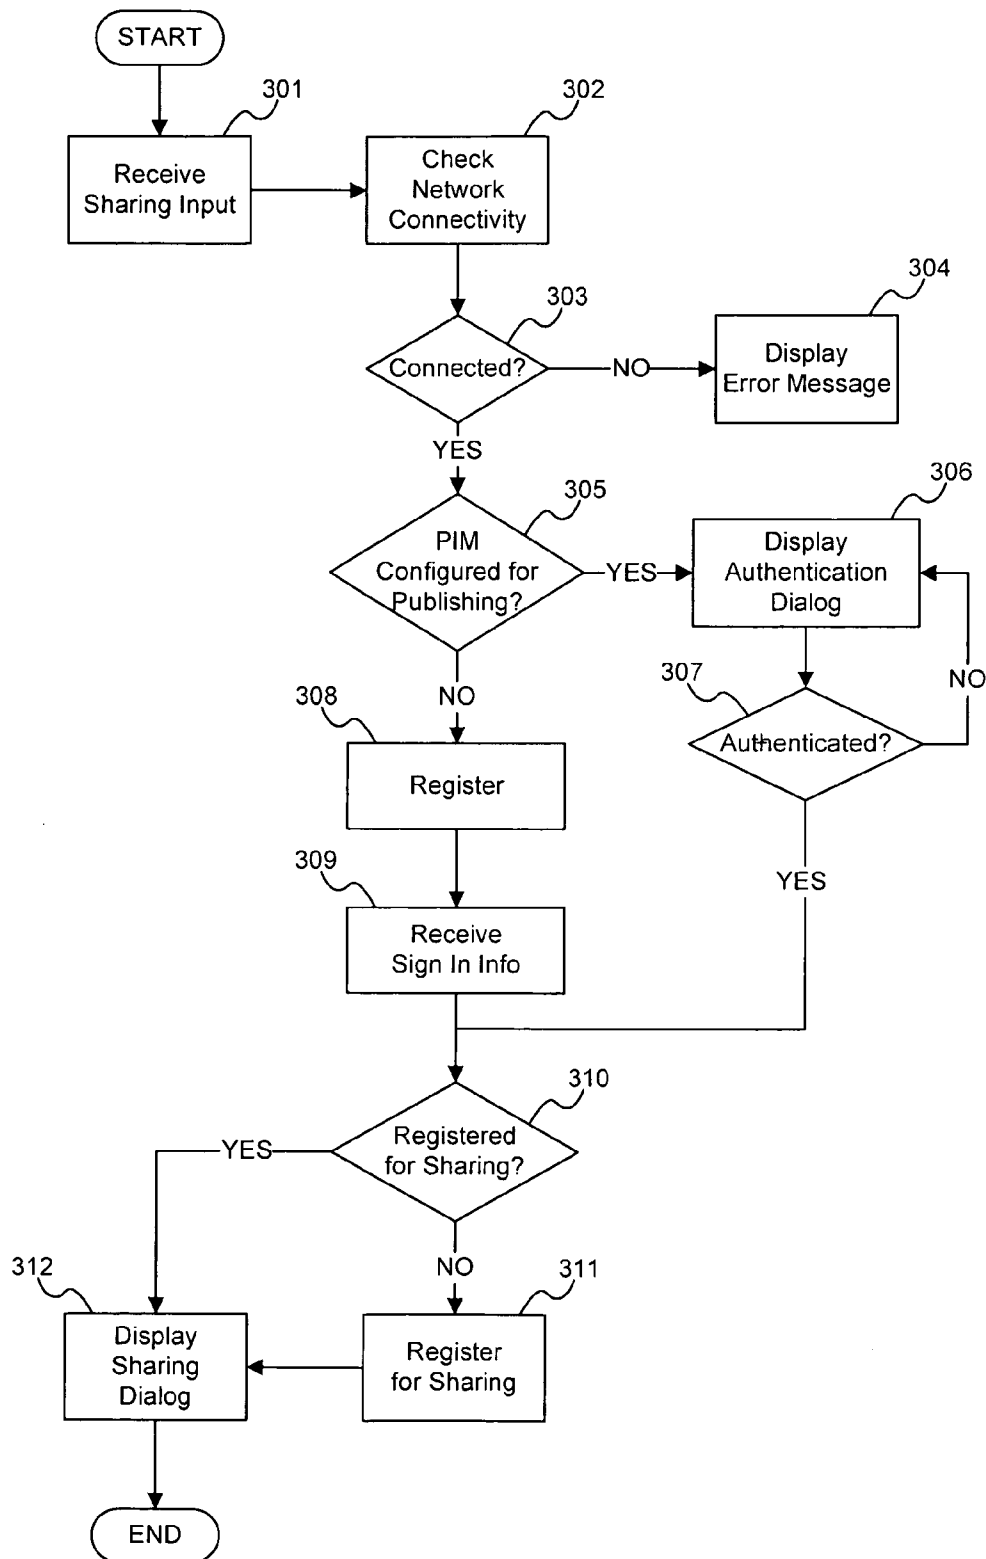 START
301
302
Receive
Sharing Input
Check
Network
Connectivity
303
304
Connected?
NO
Display
Error Message
YES
305
306
PIM
Configured for
Publishing?
YES
Display
Authentication
Dialog
NO
307
NO
308
Authenticated?
Register
309
YES
Receive
Sign In Info
310
Registered
for Sharing?
YES
NO
312
311
Display
Sharing
Dialog
Register
for Sharing
END